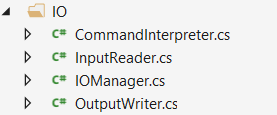 IO
C# CommandInterpreter.cs
C# InputReader.cs
C# IOManager.cs
C# OutputWriter.cs